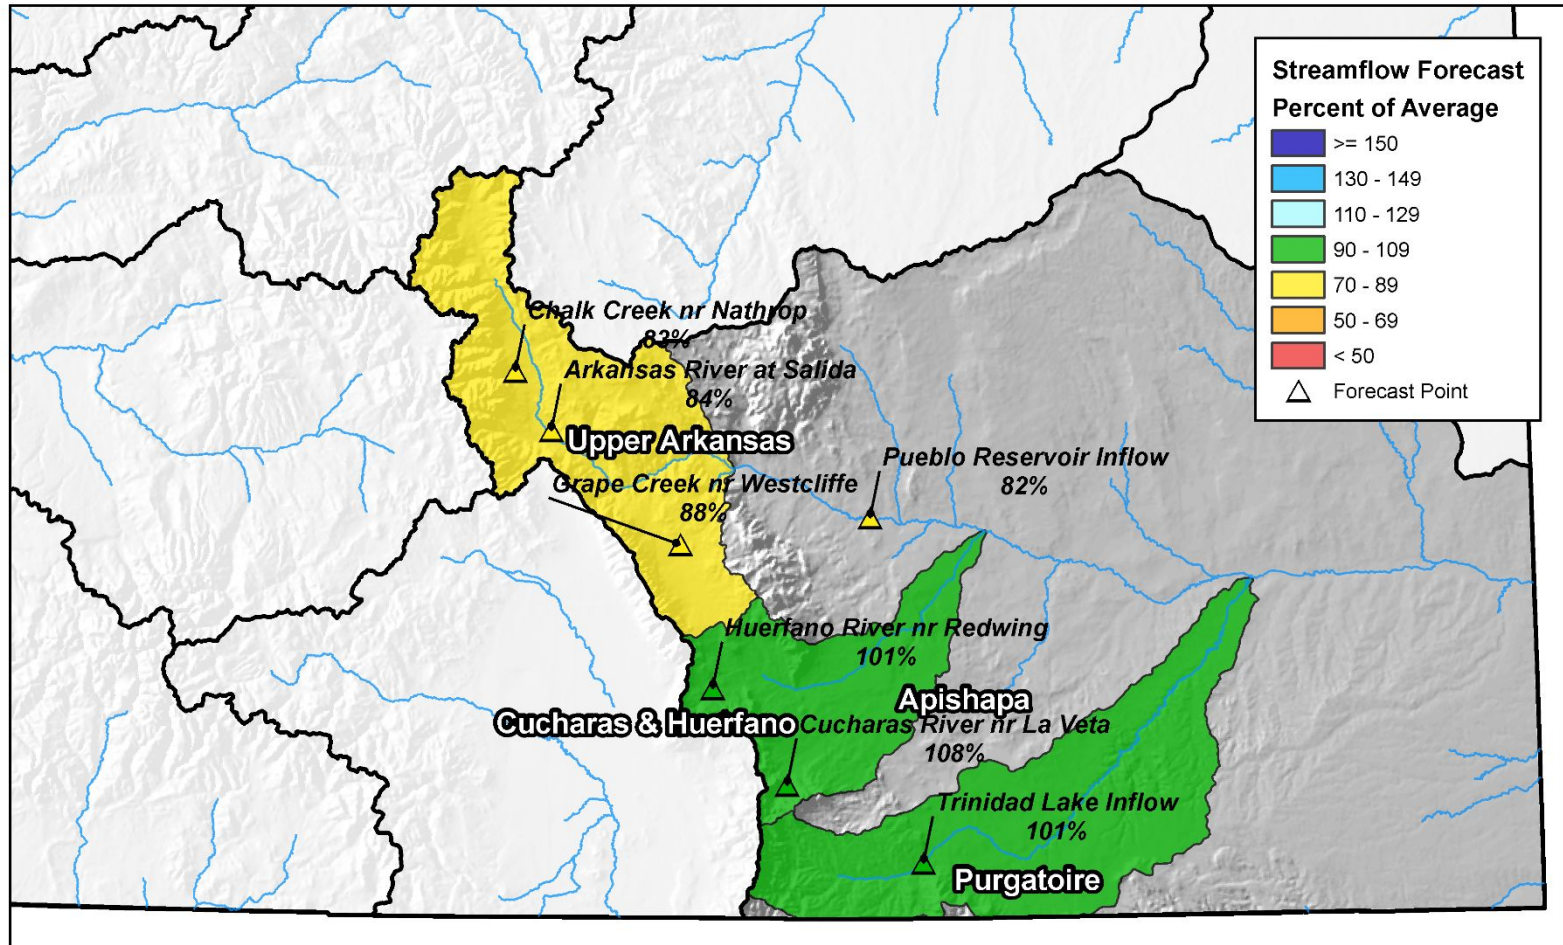 Streamflow Forecast
Percent of Average
>= 150
130 - 149
110 - 129
90 - 109
70 - 89
50 - 69
< 50
Forecast Point
Chalk Creek nr Nathrop
83%
Arkansas River at Salida
84%
Upper Arkansas
Pueblo Reservoir Inflow
82%
Grape Creek nr Westcliffe
88%
Huerfano River nr Redwing
101%
Apishapa
Cucharas & Huerfano
Cucharas River nr La Veta
108%
Trinidad Lake Inflow
101%
Purgatoire